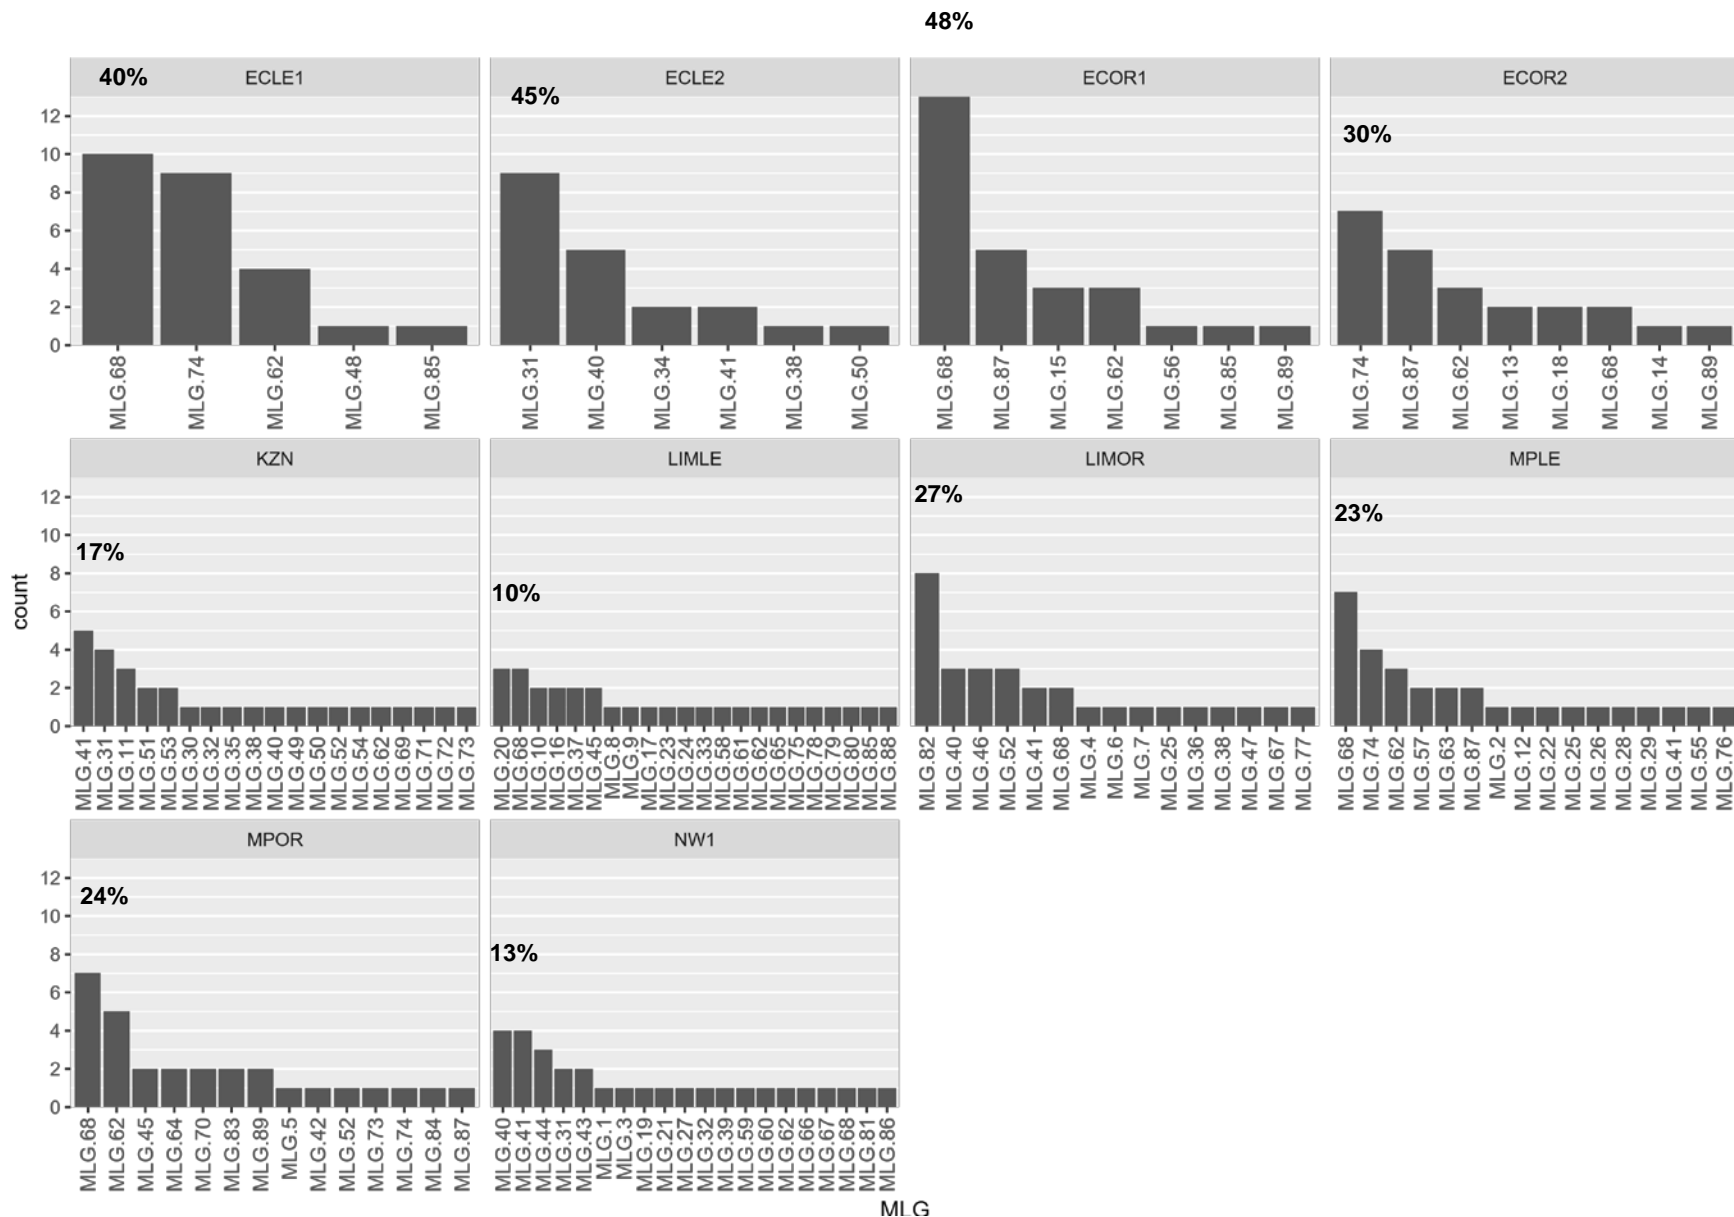 48%
40%
ECLE1
ECLE2
ECOR1
ECOR2
45%
30%
12
10
8
6
4
2
0
MLG.68
MLG.74
MLG.62
MLG.48
MLG.85
MLG.31
MLG.40
MLG.34
MLG.41
MLG.38
MLG.50
MLG.68
MLG.87
MLG.15
MLG.62
MLG.56
MLG.85
MLG.89
MLG.74
MLG.87
MLG.62
MLG.13
MLG.18
MLG.68
MLG.14
MLG.89
KZN
LIMLE
LIMOR
MPLE
17%
10%
27%
23%
count
12
10
8
6
4
2
0
MLG.41
MLG.31
MLG.11
MLG.51
MLG.53
MLG.30
MLG.32
MLG.35
MLG.38
MLG.40
MLG.49
MLG.50
MLG.52
MLG.54
MLG.62
MLG.69
MLG.71
MLG.72
MLG.73
MLG.20
MLG.68
MLG.10
MLG.16
MLG.37
MLG.45
MLG.8
MLG.9
MLG.17
MLG.23
MLG.24
MLG.33
MLG.58
MLG.61
MLG.62
MLG.65
MLG.75
MLG.78
MLG.79
MLG.80
MLG.85
MLG.88
MLG.82
MLG.40
MLG.46
MLG.52
MLG.41
MLG.68
MLG.4
MLG.6
MLG.7
MLG.25
MLG.36
MLG.38
MLG.47
MLG.67
MLG.77
MLG.68
MLG.74
MLG.62
MLG.57
MLG.63
MLG.87
MLG.2
MLG.12
MLG.22
MLG.25
MLG.26
MLG.28
MLG.29
MLG.41
MLG.55
MLG.76
MPOR
NW1
24%
13%
12
10
8
6
4
2
0
MLG.68
MLG.62
MLG.45
MLG.64
MLG.70
MLG.83
MLG.89
MLG.5
MLG.42
MLG.52
MLG.73
MLG.74
MLG.84
MLG.87
MLG.40
MLG.41
MLG.44
MLG.31
MLG.43
MLG.1
MLG.3
MLG.19
MLG.21
MLG.27
MLG.32
MLG.39
MLG.59
MLG.60
MLG.62
MLG.66
MLG.67
MLG.68
MLG.81
MLG.86
MLG